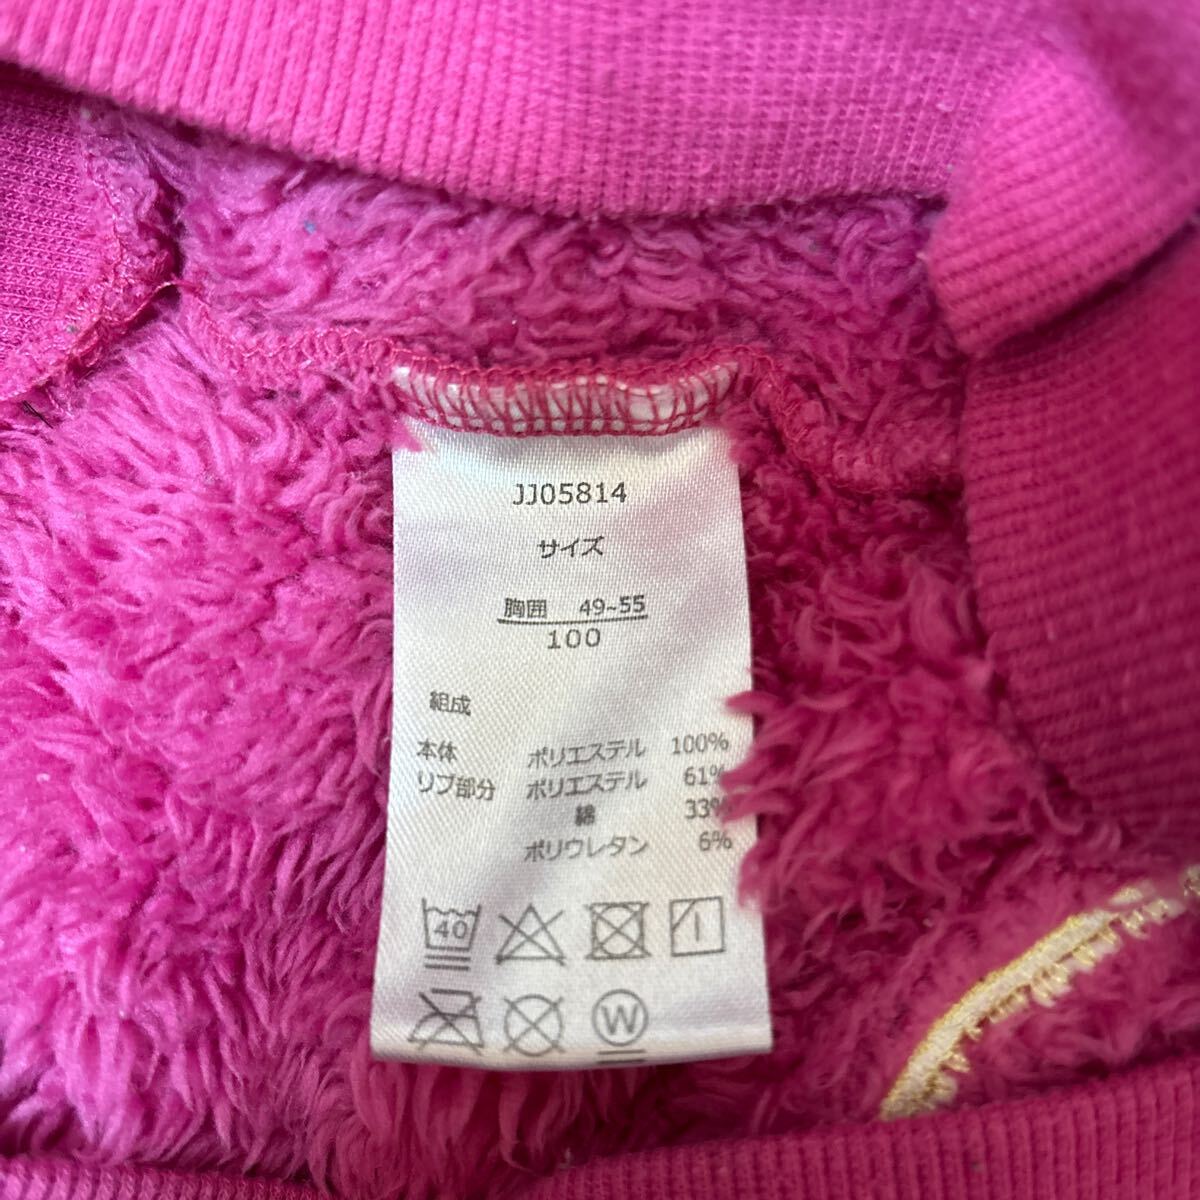 JJ05814
サイズ
胸囲 49~55
100
組成
本体 ポリエステル 100%
リブ部分 ポリエステル 61%
綿 33%
ポリウレタン 6%
40
W